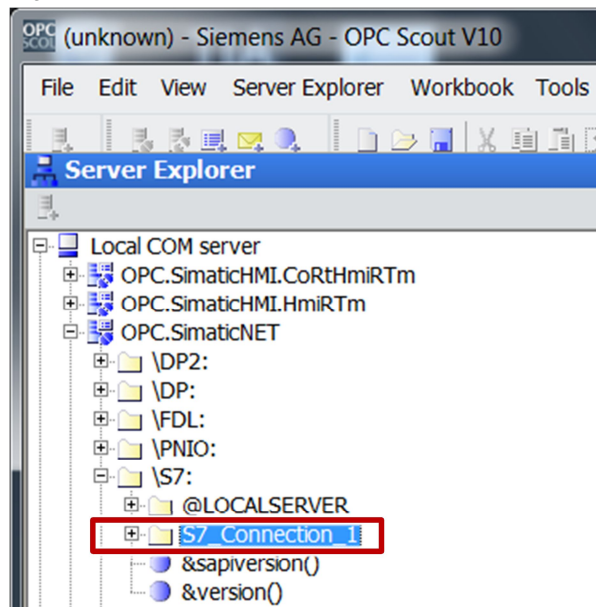 OPC SCOUT (unknown) - Siemens AG - OPC Scout V10
File Edit View Server Explorer Workbook Tools
Server Explorer
Local COM server
OPC.SimaticHMI.CoRtHmiRTm
OPC.SimaticHMI.HmiRTm
OPC.SimaticNET
\DP2:
\DP:
\FDL:
\PNIO:
\S7:
@LOCALSERVER
S7_Connection_1
&sapiversion()
&version()